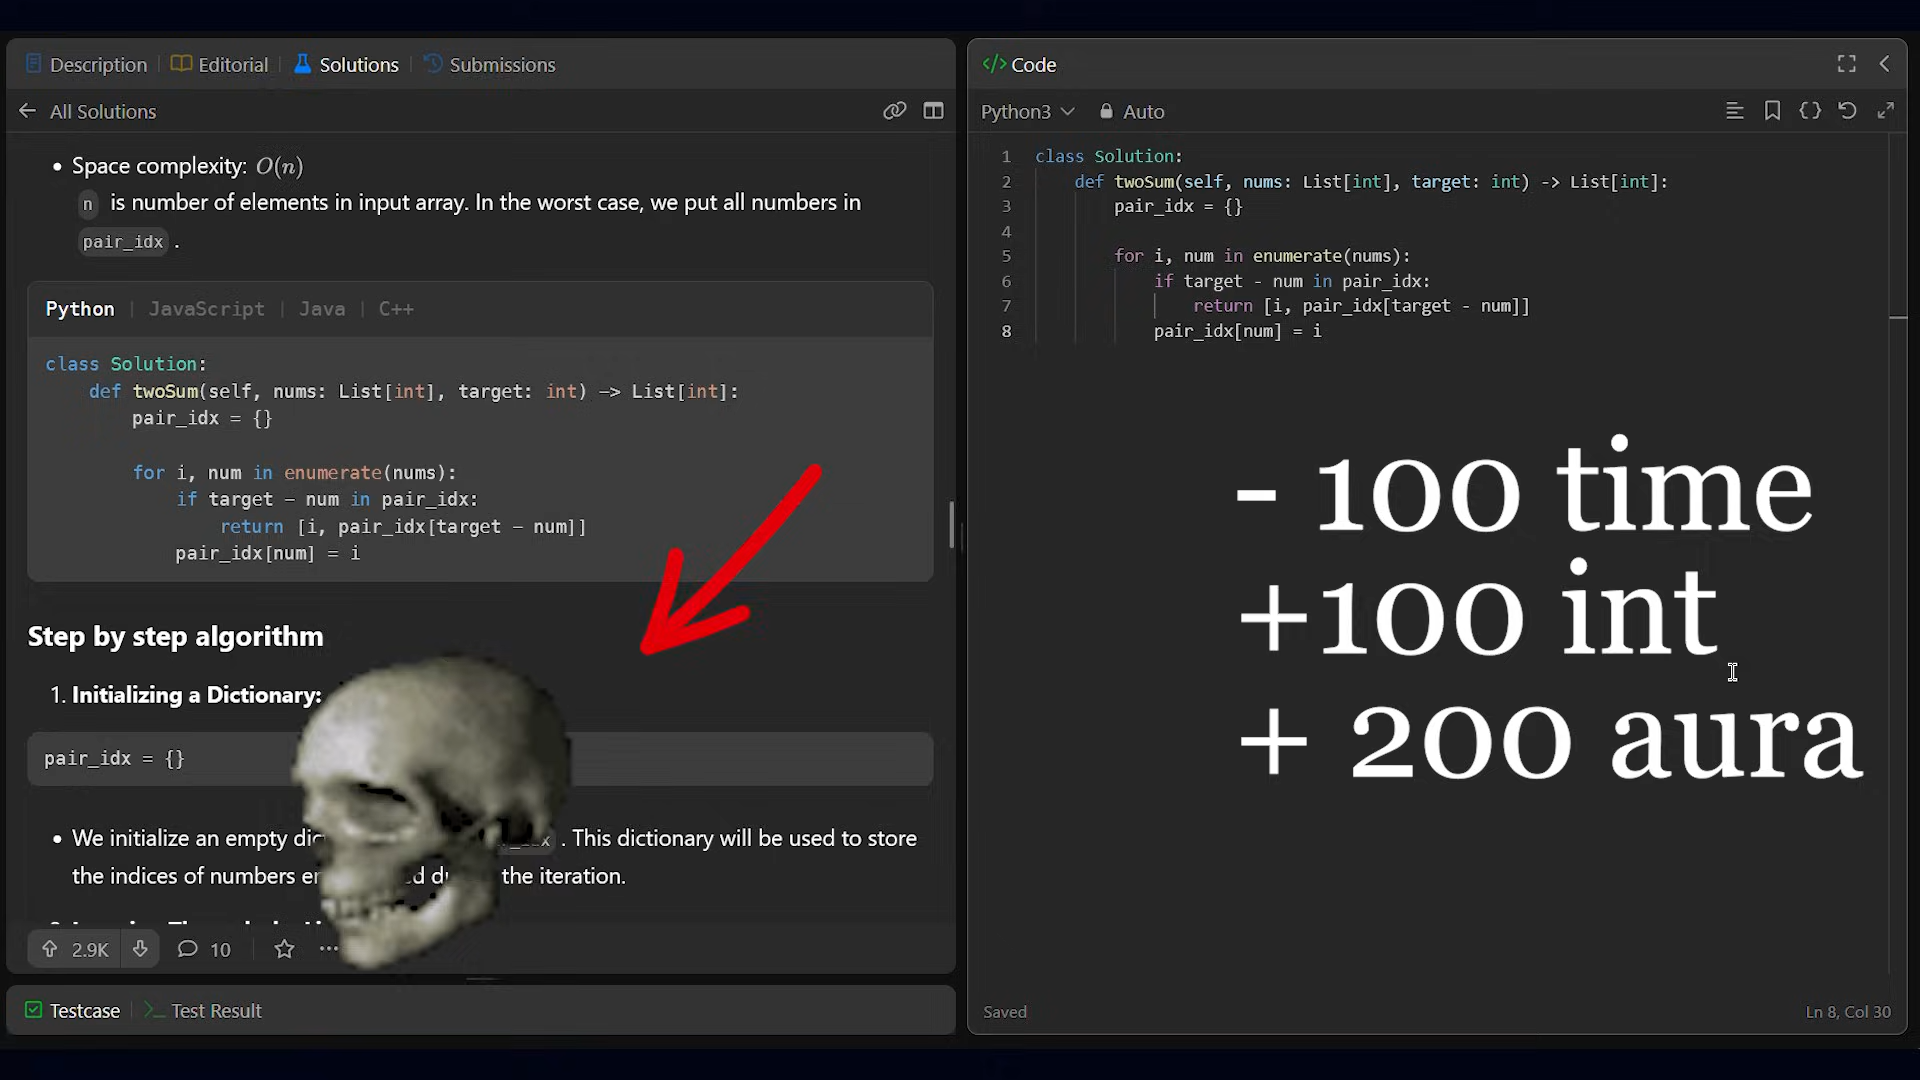 Description | Editorial | Solutions | Submissions
All Solutions
• Space complexity: O(n)
n is number of elements in input array. In the worst case, we put all numbers in
pair_idx .
Python | JavaScript | Java | C++
class Solution:
    def twoSum(self, nums: List[int], target: int) -> List[int]:
        pair_idx = {}
        for i, num in enumerate(nums):
            if target - num in pair_idx:
                return [i, pair_idx[target - num]]
            pair_idx[num] = i
Step by step algorithm
1. Initializing a Dictionary:
pair_idx = {}
• We initialize an empty . This dictionary will be used to store
the indices of numbers the iteration.
2.9K 10 ...
Testcase | Test Result
</> Code
Python3 Auto
1 class Solution:
2     def twoSum(self, nums: List[int], target: int) -> List[int]:
3         pair_idx = {}
4
5         for i, num in enumerate(nums):
6             if target - num in pair_idx:
7                 return [i, pair_idx[target - num]]
8             pair_idx[num] = i
- 100 time
+100 int
+ 200 aura
Saved Ln 8, Col 30